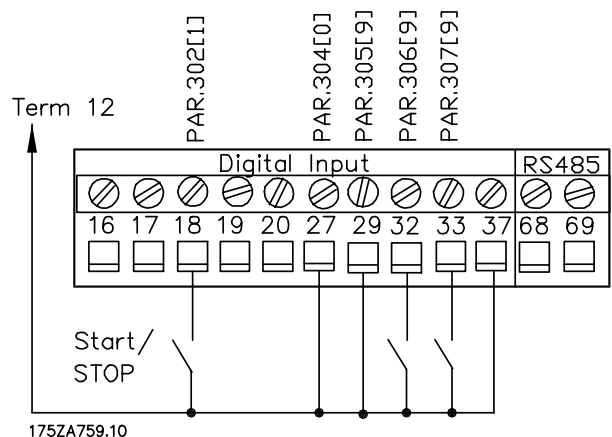 PAR.302[1] PAR.304[0] PAR.305[9] PAR.306[9] PAR.307[9]
Term 12
Digital Input RS485
16 17 18 19 20 27 29 32 33 37 68 69
Start/
STOP
175ZA759.10